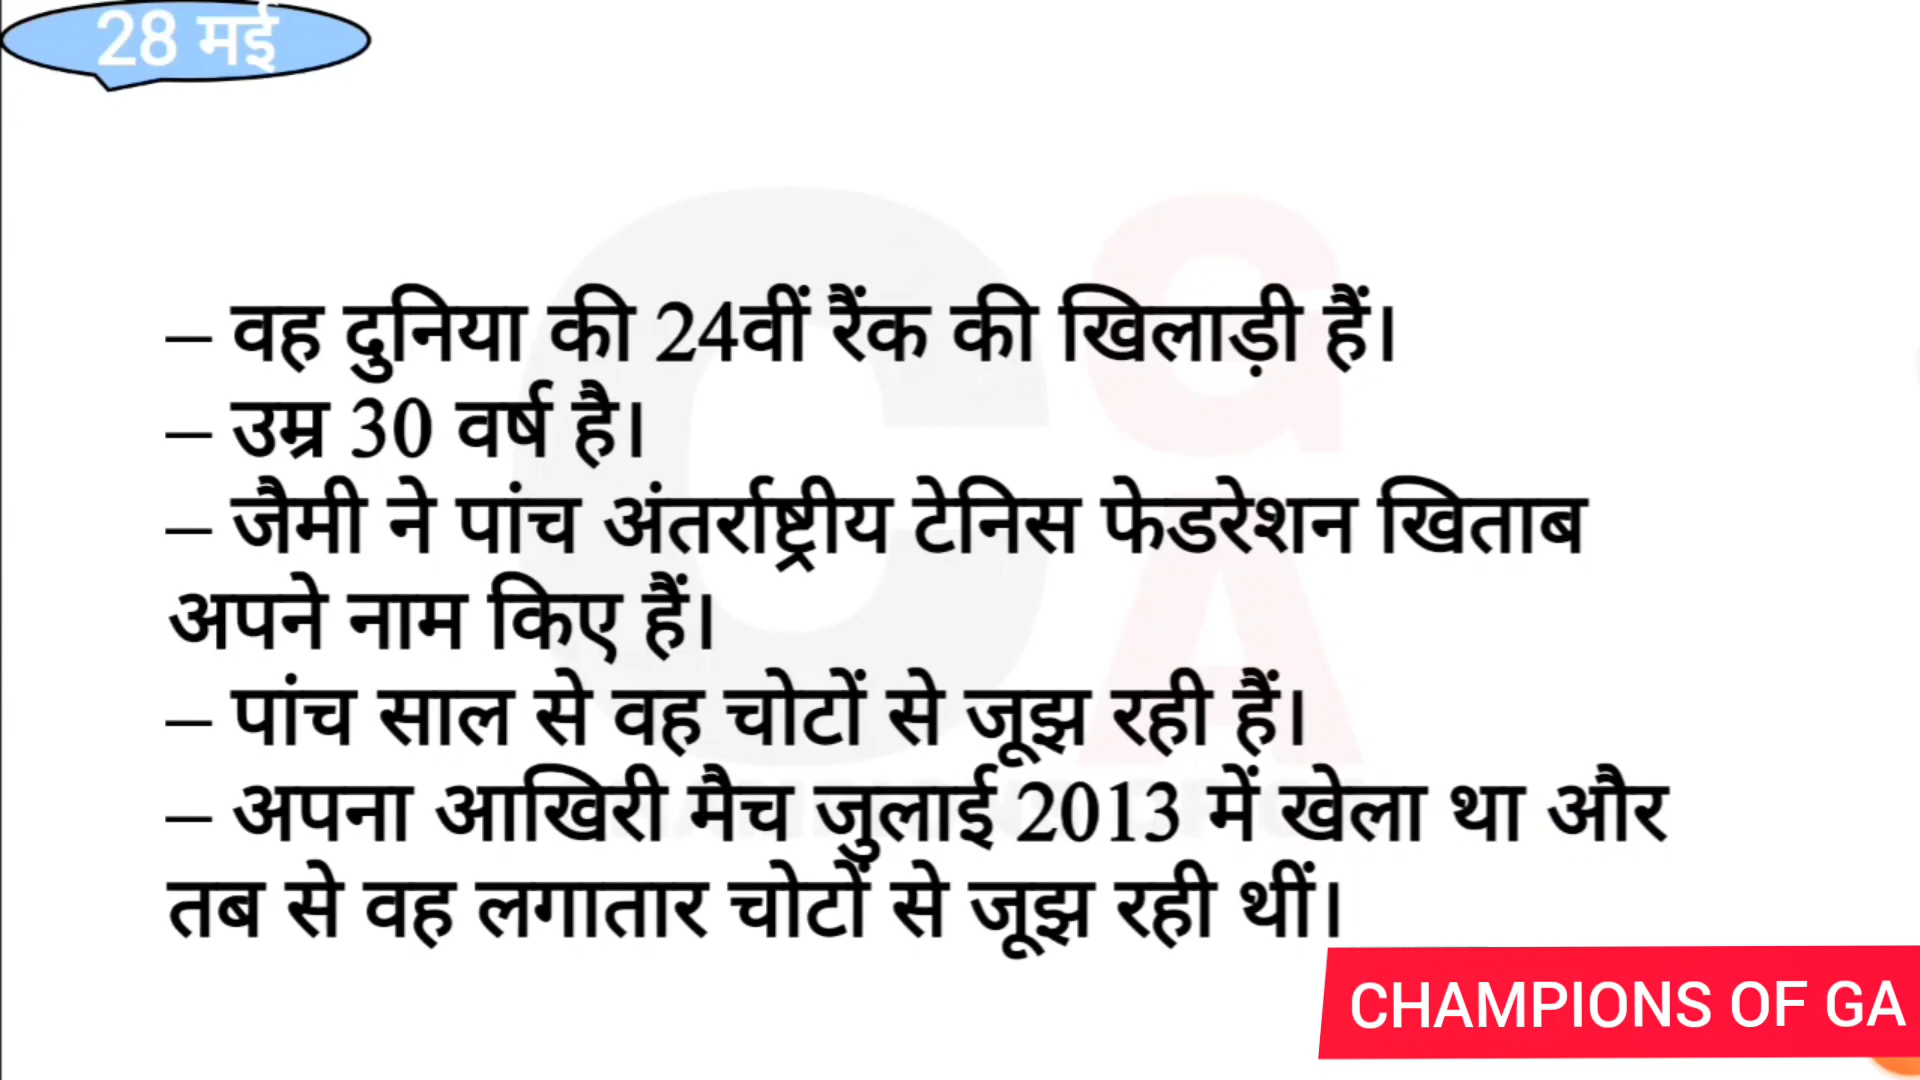 28 मई
– वह दुनिया की 24वीं रैंक की खिलाड़ी हैं।
– उम्र 30 वर्ष है।
– जैमी ने पांच अंतर्राष्ट्रीय टेनिस फेडरेशन खिताब
अपने नाम किए हैं।
– पांच साल से वह चोटों से जूझ रही हैं।
– अपना आखिरी मैच जुलाई 2013 में खेला था और
तब से वह लगातार चोटों से जूझ रही थीं।
CHAMPIONS OF GA